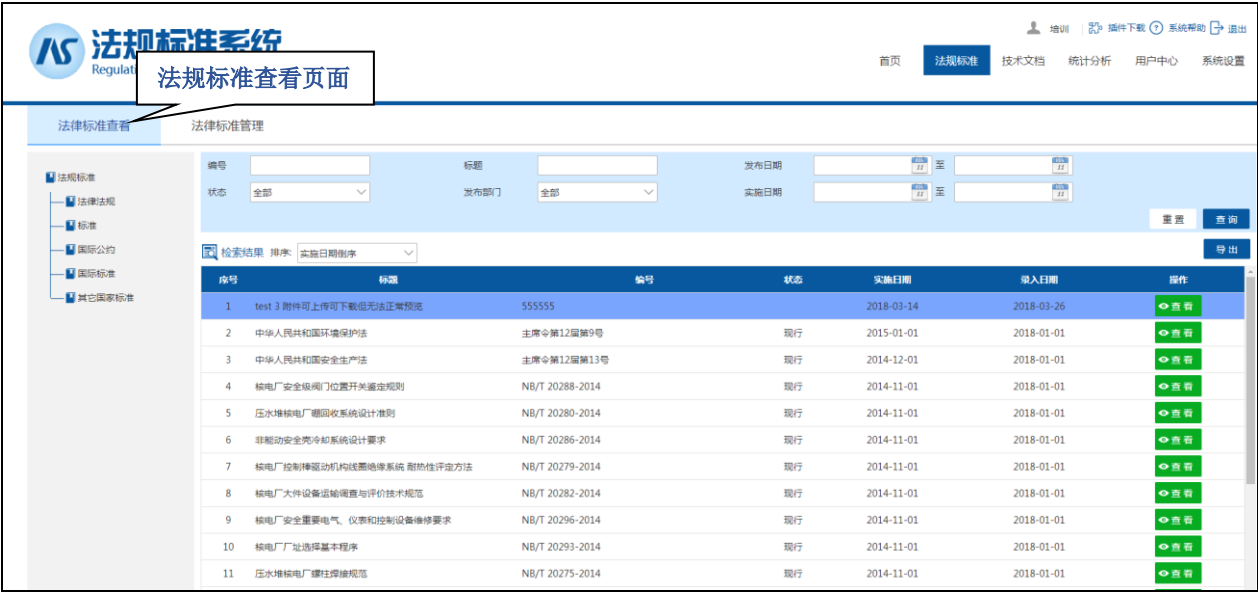 法规标准系统
Regulati
培训 插件下载 系统帮助 退出
首页 法规标准 技术文档 统计分析 用户中心 系统设置
法规标准查看页面
法律标准查看 法律标准管理
法规标准
法律法规
标准
国际公约
国际标准
其它国家标准
编号 标题 发布日期 至
状态 全部 发布部门 全部 实施日期 至
重置 查询
检索结果 排序: 实施日期倒序 导出
序号 标题 编号 状态 实施日期 录入日期 操作
1 test 3 附件可上传可下载但无法正常预览 555555 2018-03-14 2018-03-26 查看
2 中华人民共和国环境保护法 主席令第12届第9号 现行 2015-01-01 2018-01-01 查看
3 中华人民共和国安全生产法 主席令第12届第13号 现行 2014-12-01 2018-01-01 查看
4 核电厂安全级阀门位置开关鉴定规则 NB/T 20288-2014 现行 2014-11-01 2018-01-01 查看
5 压水堆核电厂硼回收系统设计准则 NB/T 20280-2014 现行 2014-11-01 2018-01-01 查看
6 非能动安全壳冷却系统设计要求 NB/T 20286-2014 现行 2014-11-01 2018-01-01 查看
7 核电厂控制棒驱动机构线圈绝缘系统 耐热性评定方法 NB/T 20279-2014 现行 2014-11-01 2018-01-01 查看
8 核电厂大件设备运输调查与评价技术规范 NB/T 20282-2014 现行 2014-11-01 2018-01-01 查看
9 核电厂安全重要电气、仪表和控制设备维修要求 NB/T 20296-2014 现行 2014-11-01 2018-01-01 查看
10 核电厂厂址选择基本程序 NB/T 20293-2014 现行 2014-11-01 2018-01-01 查看
11 压水堆核电厂螺柱焊接规范 NB/T 20275-2014 现行 2014-11-01 2018-01-01 查看